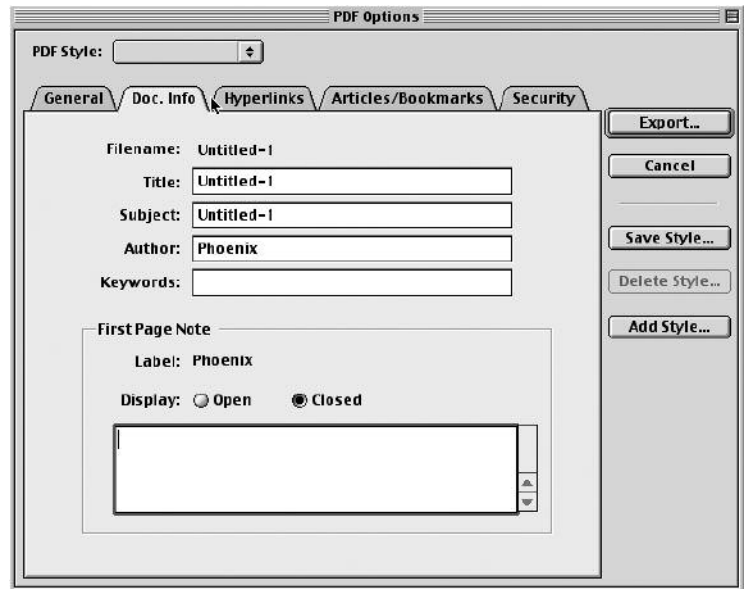 PDF Options
PDF Style:
General Doc. Info Hyperlinks Articles/Bookmarks Security
Export...
Cancel
Save Style...
Delete Style...
Add Style...
Filename: Untitled-1
Title: Untitled-1
Subject: Untitled-1
Author: Phoenix
Keywords:
First Page Note
Label: Phoenix
Display: Open Closed